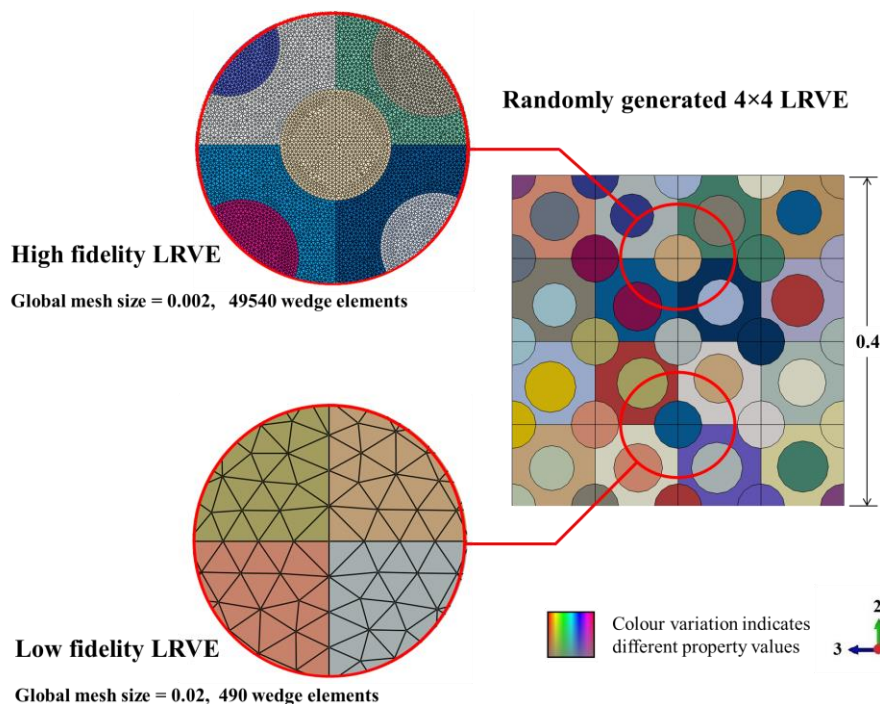 Randomly generated 4×4 LRVE
High fidelity LRVE
Global mesh size = 0.002, 49540 wedge elements
0.4
Low fidelity LRVE
Global mesh size = 0.02, 490 wedge elements
Colour variation indicates
different property values
2
3